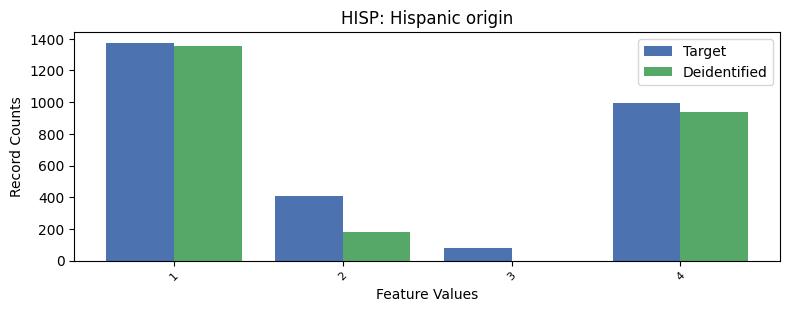 HISP: Hispanic origin
Target
Deidentified
Record Counts
1400
1200
1000
800
600
400
200
0
1
2
3
4
Feature Values